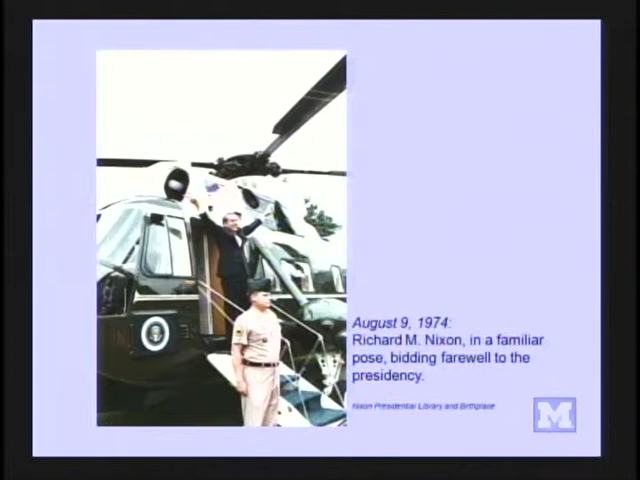 August 9, 1974:
Richard M. Nixon, in a familiar
pose, bidding farewell to the
presidency.
Nixon Presidential Library and Birthplace
M